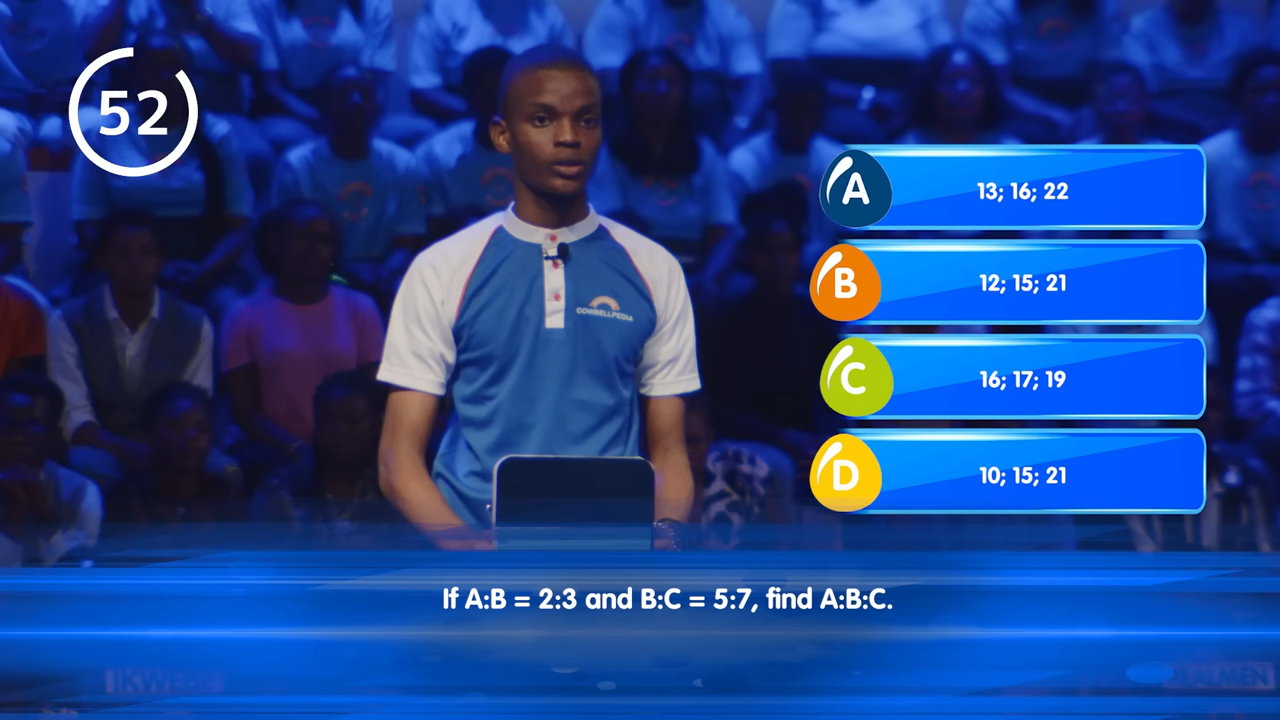 52
COWBELLPEDIA
A
13; 16; 22
B
12; 15; 21
C
16; 17; 19
D
10; 15; 21
If A:B = 2:3 and B:C = 5:7, find A:B:C.
IKWEBE